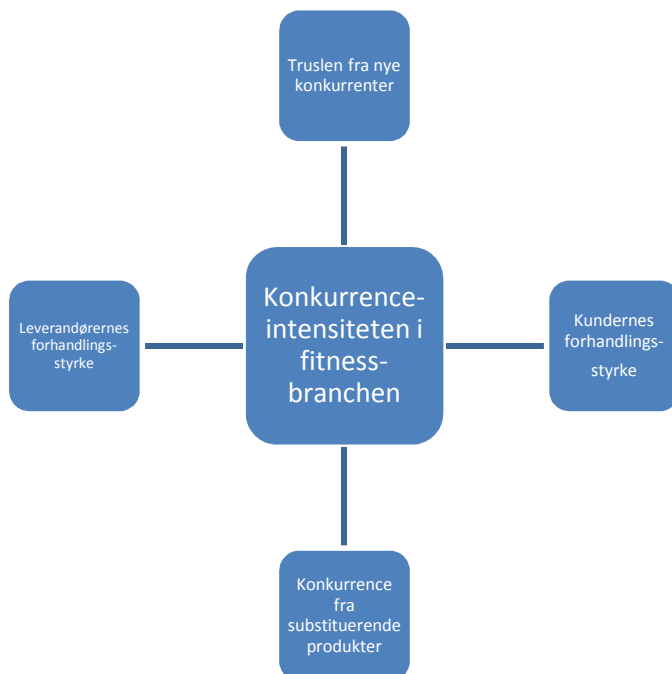 Truslen fra nye
konkurrenter
Leverandørernes
forhandlings-
styrke
Konkurrence-
intensiteten i
fitness-
branchen
Kundernes
forhandlings-
styrke
Konkurrence
fra
substituerende
produkter